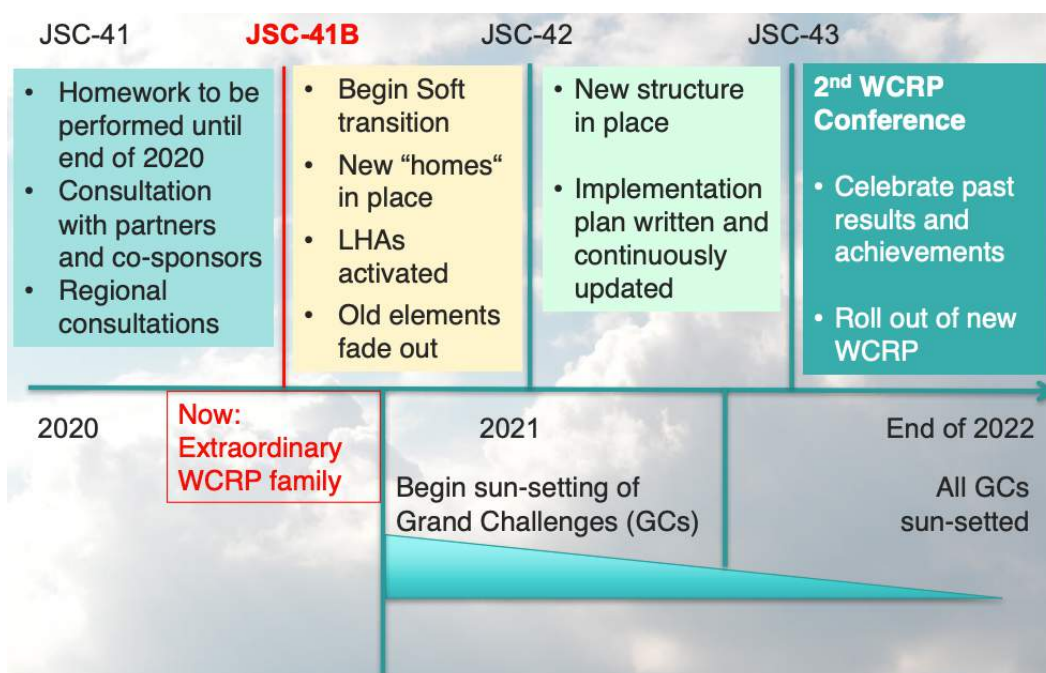 JSC-41
JSC-41B
JSC-42
JSC-43
• Homework to be
performed until
end of 2020
• Consultation
with partners
and co-sponsors
• Regional
consultations
• Begin Soft
transition
• New “homes“
in place
• LHAs
activated
• Old elements
fade out
• New structure
in place
• Implementation
plan written and
continuously
updated
2nd WCRP
Conference
• Celebrate past
results and
achievements
• Roll out of new
WCRP
2020
Now:
Extraordinary
WCRP family
2021
End of 2022
Begin sun-setting of
Grand Challenges (GCs)
All GCs
sun-setted